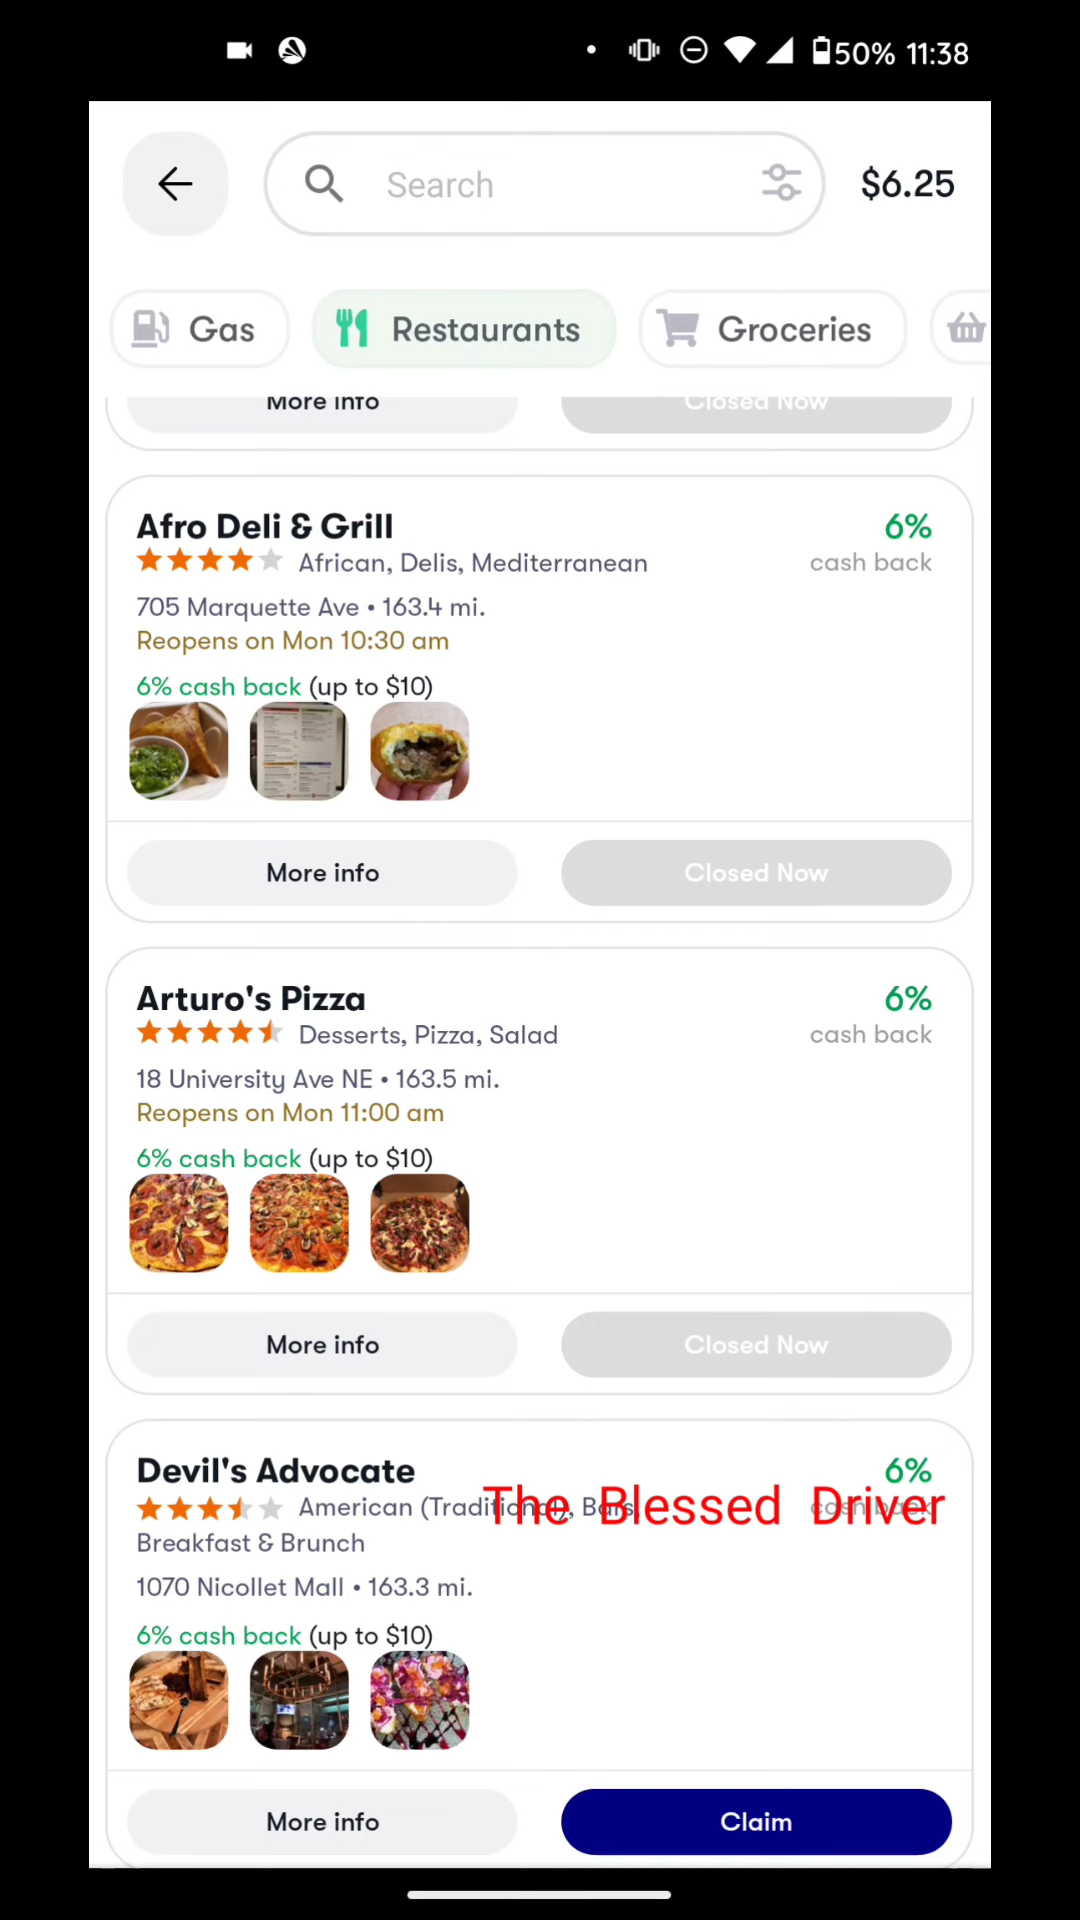 50% 11:38
Search
$6.25
Gas
Restaurants
Groceries
More info
Closed Now
Afro Deli & Grill
6%
African, Delis, Mediterranean
cash back
705 Marquette Ave • 163.4 mi.
Reopens on Mon 10:30 am
6% cash back (up to $10)
More info
Closed Now
Arturo's Pizza
6%
Desserts, Pizza, Salad
cash back
18 University Ave NE • 163.5 mi.
Reopens on Mon 11:00 am
6% cash back (up to $10)
More info
Closed Now
Devil's Advocate
6%
American (Traditional), Bars,
cash back
The Blessed Driver
Breakfast & Brunch
1070 Nicollet Mall • 163.3 mi.
6% cash back (up to $10)
More info
Claim